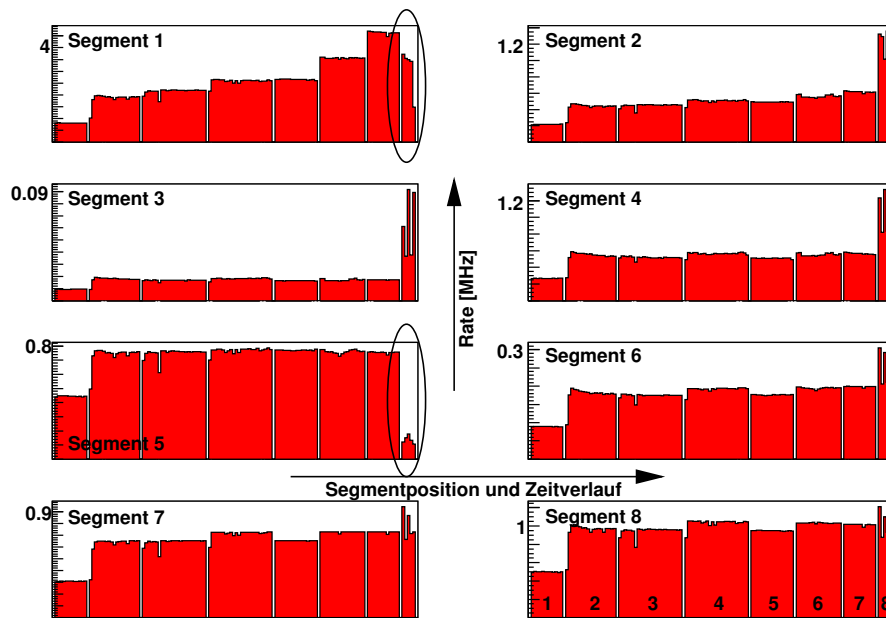 Segment 1
4
Segment 2
1.2
Segment 3
0.09
Segment 4
1.2
Rate [MHz]
Segment 5
0.8
Segment 6
0.3
Segmentposition und Zeitverlauf
Segment 7
0.9
Segment 8
1
1 2 3 4 5 6 7 8